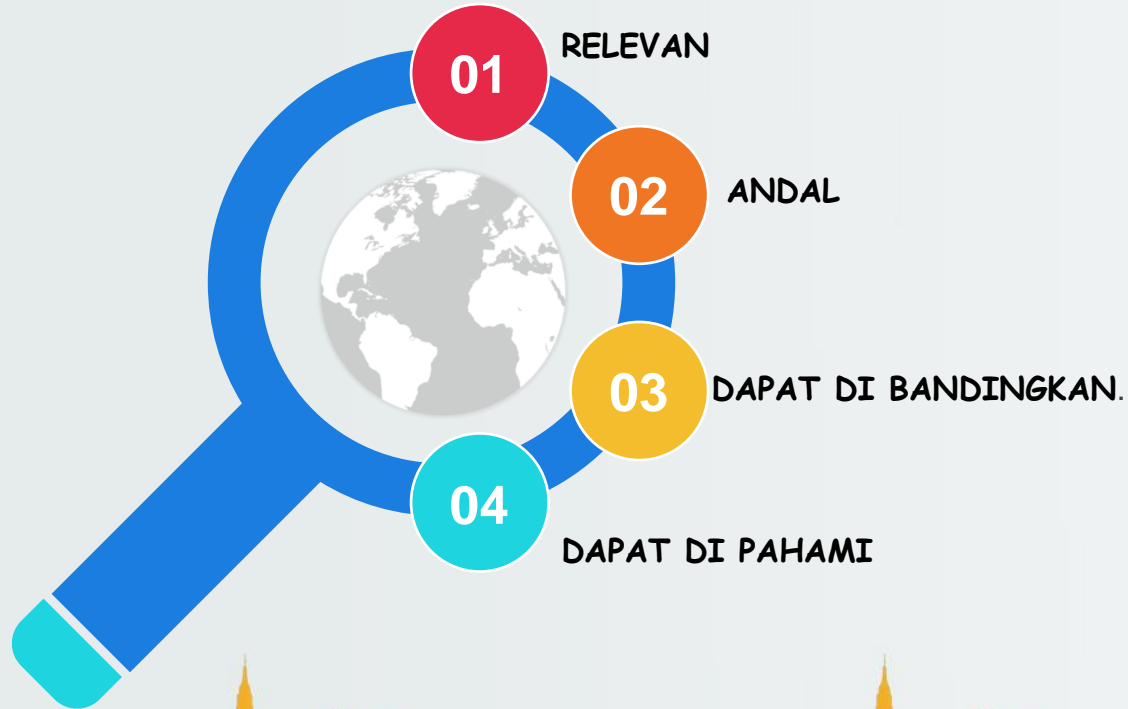 01
RELEVAN
02
ANDAL
03
DAPAT DI BANDINGKAN.
04
DAPAT DI PAHAMI